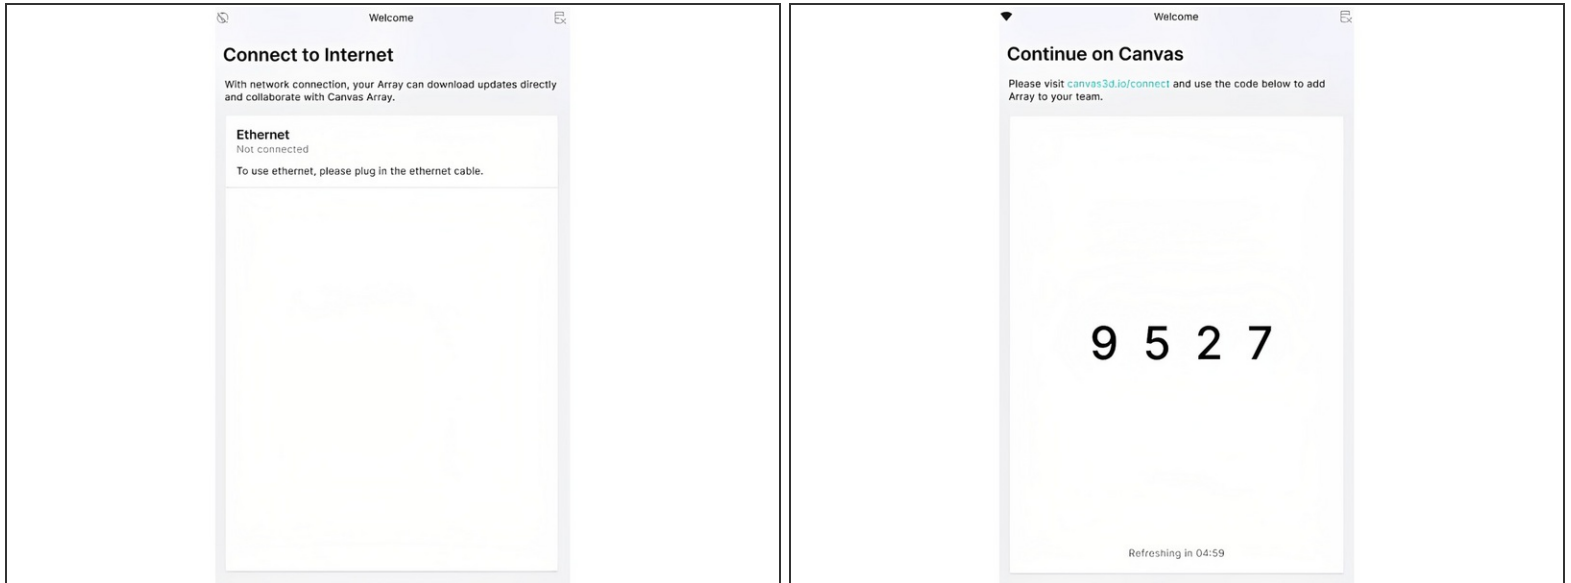 Welcome
Connect to Internet
With network connection, your Array can download updates directly
and collaborate with Canvas Array.
Ethernet
Not connected
To use ethernet, please plug in the ethernet cable.
Welcome
Continue on Canvas
Please visit canvas3d.io/connect and use the code below to add
Array to your team.
9 5 2 7
Refreshing in 04:59